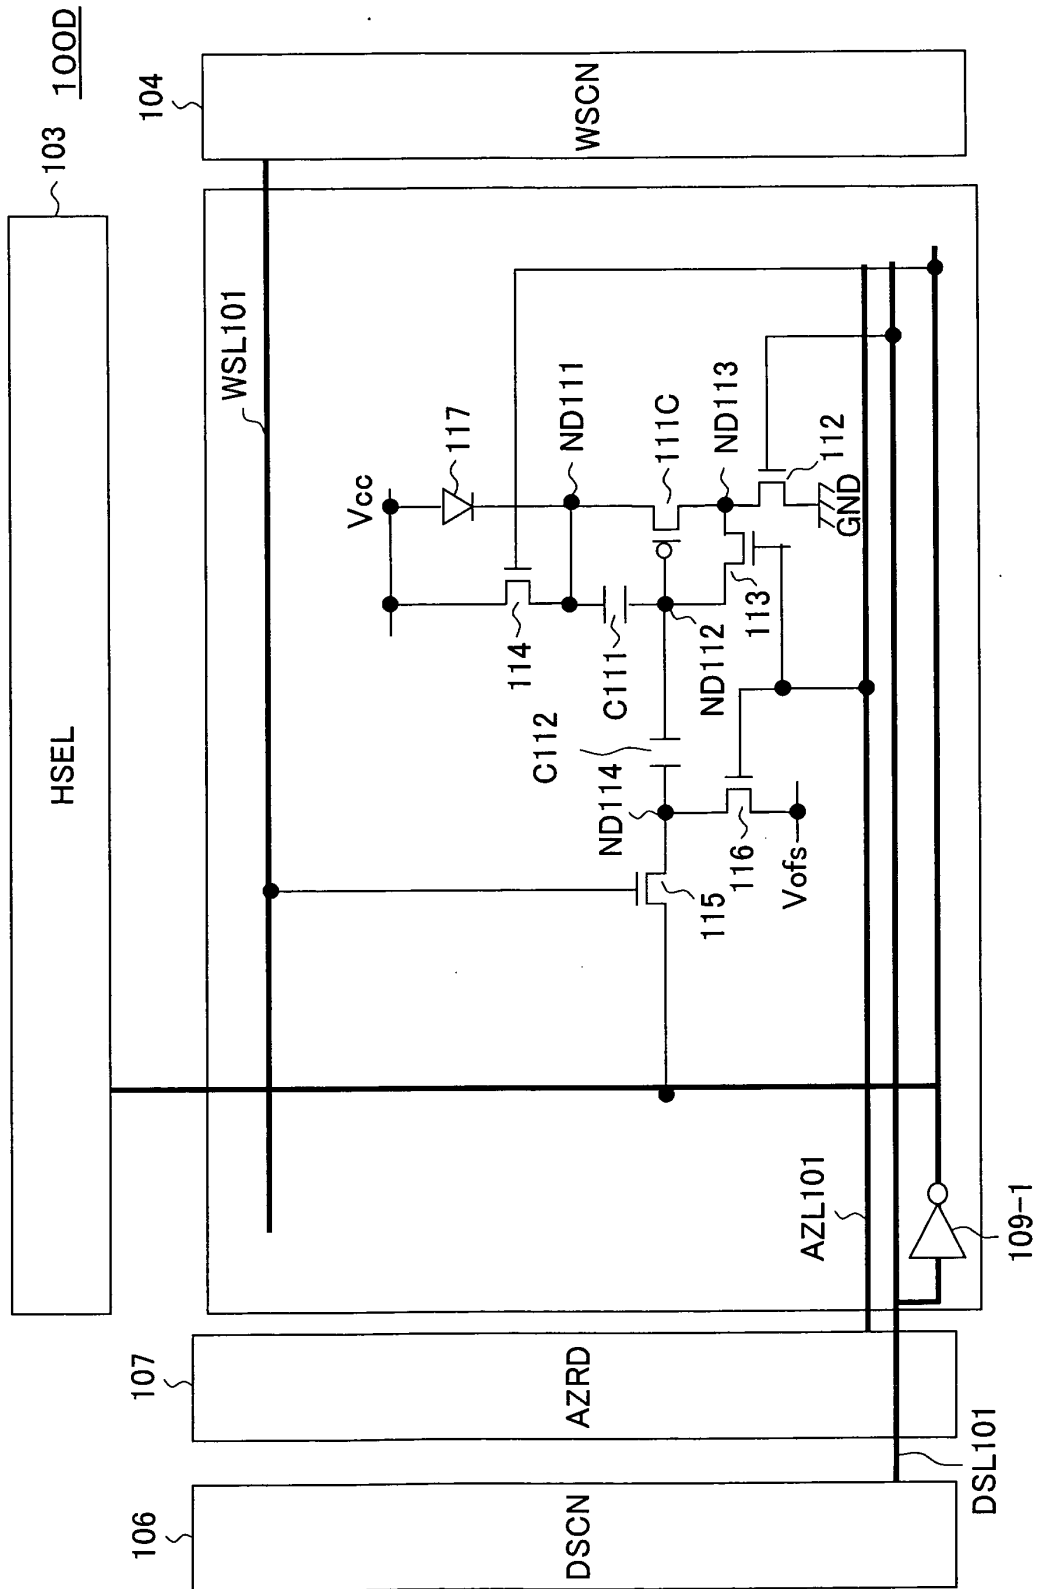 100D
103
HSEL
104
WSCN
WSL101
Vcc
117
ND111
114
C111
111C
ND112
ND113
113
112
GND
C112
ND114
115
116
Vofs
AZL101
109-1
107
AZRD
DSL101
106
DSCN